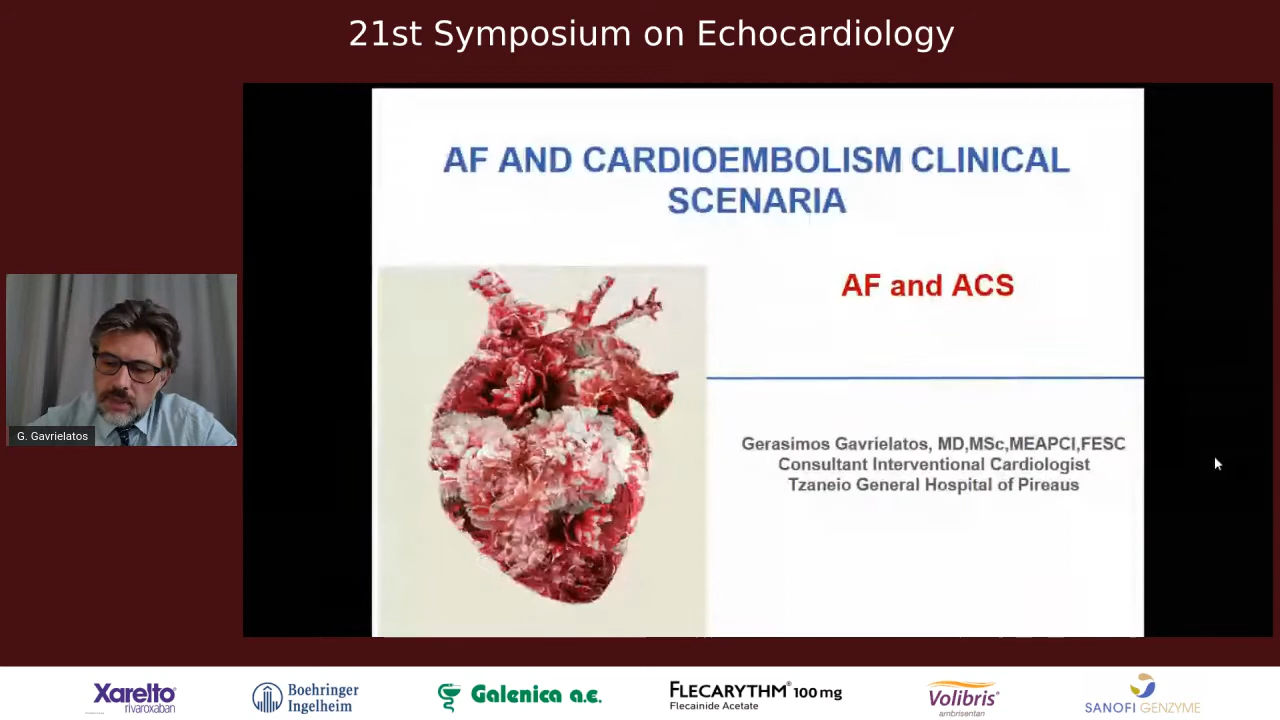 21st Symposium on Echocardiology
AF AND CARDIOEMBOLISM CLINICAL
SCENARIA
AF and ACS
Gerasimos Gavrielatos, MD,MSc,MEAPCI,FESC
Consultant Interventional Cardiologist
Tzaneio General Hospital of Pireaus
G. Gavrielatos
Xarelto®
rivaroxaban
Boehringer
Ingelheim
Galenica a.e.
FLECARYTHM® 100 mg
Flecainide Acetate
Volibris®
ambrisentan
SANOFI GENZYME